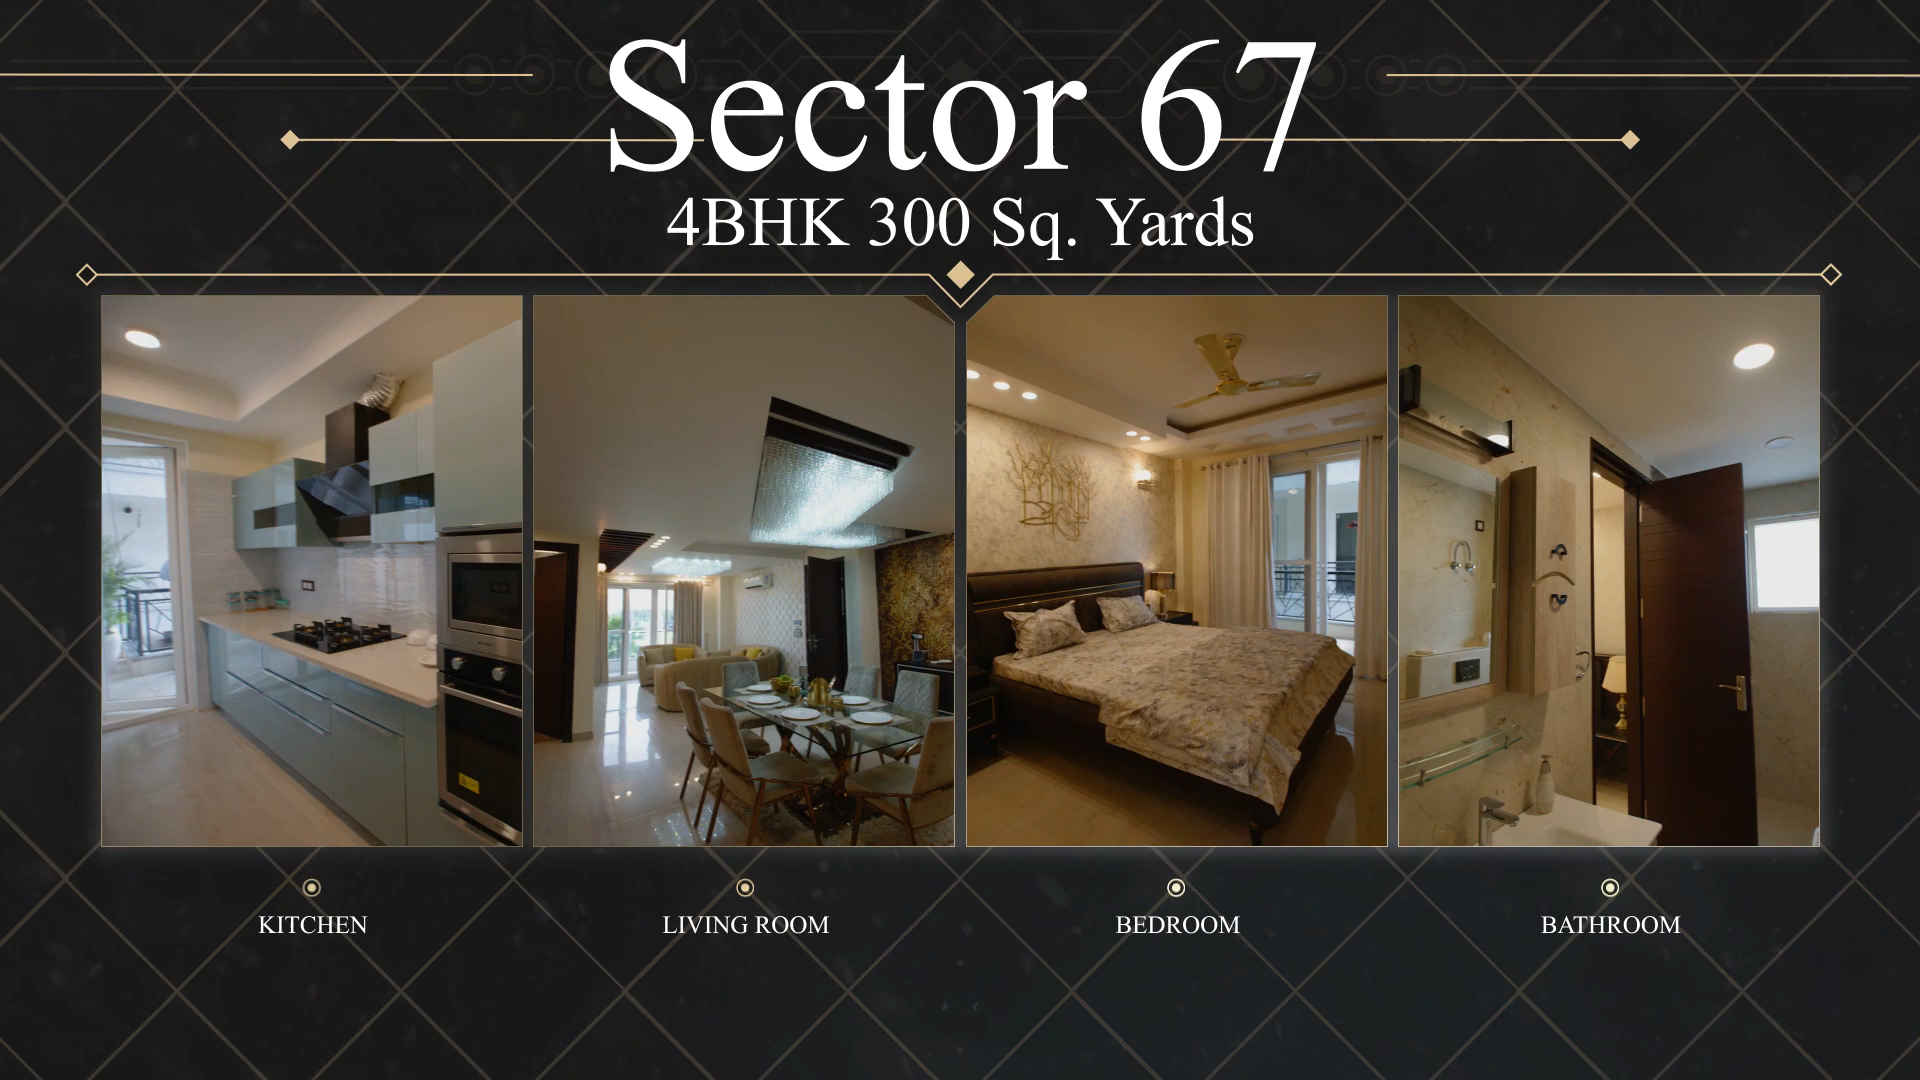 Sector 67
4BHK 300 Sq. Yards
KITCHEN
LIVING ROOM
BEDROOM
BATHROOM